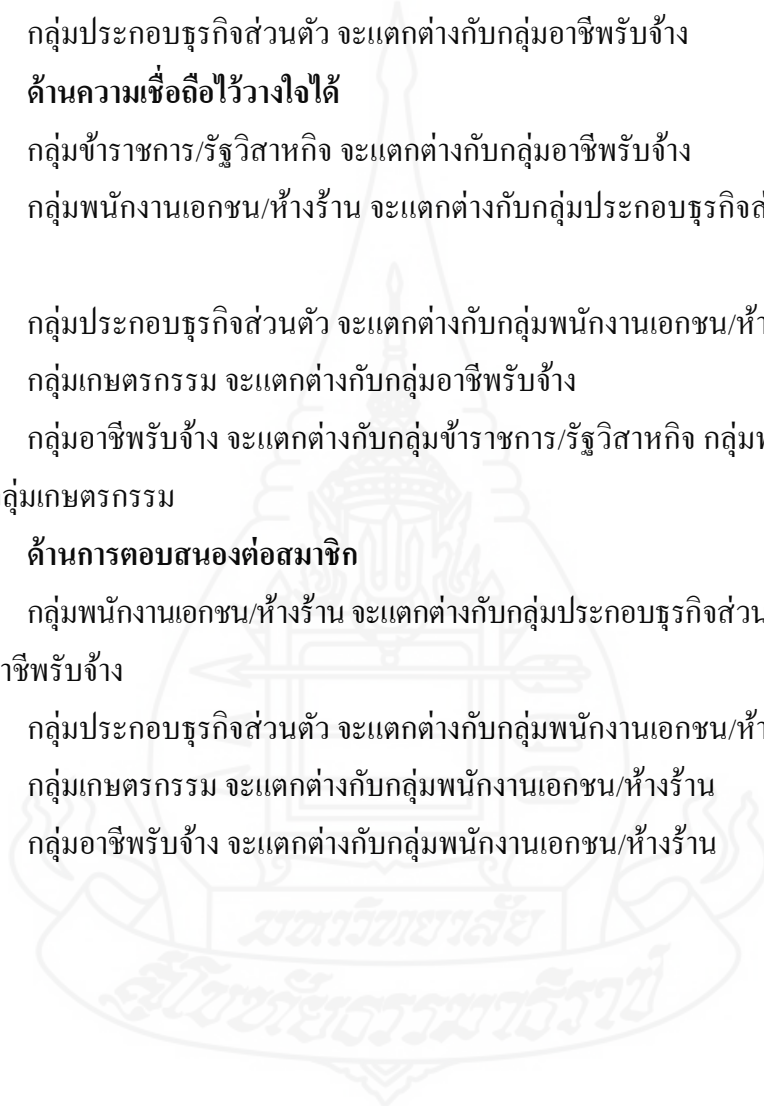 กลุ่มประกอบธุรกิจส่วนตัว จะแตกต่างกับกลุ่มอาชีพรับจ้าง
ด้านความเชื่อถือไว้วางใจได้
กลุ่มข้าราชการ/รัฐวิสาหกิจ จะแตกต่างกับกลุ่มอาชีพรับจ้าง
กลุ่มพนักงานเอกชน/ห้างร้าน จะแตกต่างกับกลุ่มประกอบธุรกิจส่
กลุ่มประกอบธุรกิจส่วนตัว จะแตกต่างกับกลุ่มพนักงานเอกชน/ห้า
กลุ่มเกษตรกรรม จะแตกต่างกับกลุ่มอาชีพรับจ้าง
กลุ่มอาชีพรับจ้าง จะแตกต่างกับกลุ่มข้าราชการ/รัฐวิสาหกิจ กลุ่มพ
ลุ่มเกษตรกรรม
ด้านการตอบสนองต่อสมาชิก
กลุ่มพนักงานเอกชน/ห้างร้าน จะแตกต่างกับกลุ่มประกอบธุรกิจส่วน
าชีพรับจ้าง
กลุ่มประกอบธุรกิจส่วนตัว จะแตกต่างกับกลุ่มพนักงานเอกชน/ห้า
กลุ่มเกษตรกรรม จะแตกต่างกับกลุ่มพนักงานเอกชน/ห้างร้าน
กลุ่มอาชีพรับจ้าง จะแตกต่างกับกลุ่มพนักงานเอกชน/ห้างร้าน
มหาวิทยาลัย
สุโขทัยธรรมาธิราช